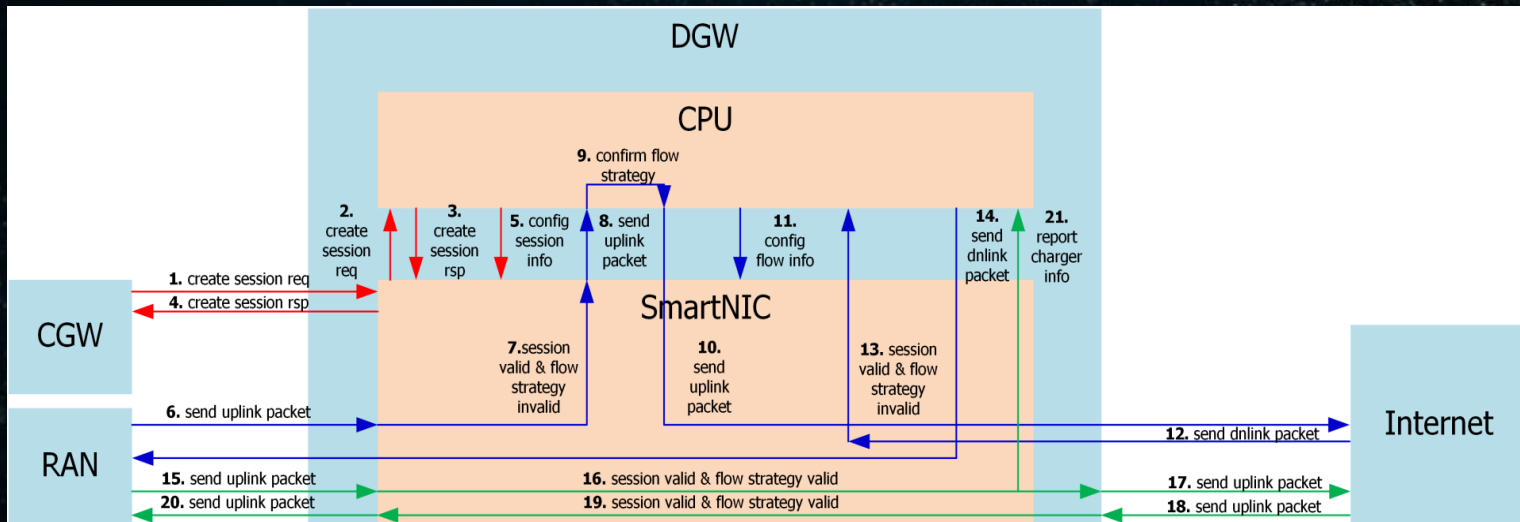 DGW
CPU
9. confirm flow
strategy
2.
create
session
req
3.
create
session
rsp
5. config
session
info
8. send
uplink
packet
11.
config
flow info
14.
send
dnlink
packet
21.
report
charger
info
1. create session req
4. create session rsp
CGW
SmartNIC
7.session
valid & flow
strategy
invalid
10.
send
uplink
packet
13. session
valid & flow
strategy
invalid
6. send uplink packet
12. send dnlink packet
Internet
RAN
15. send uplink packet
16. session valid & flow strategy valid
17. send uplink packet
20. send uplink packet
19. session valid & flow strategy valid
18. send uplink packet